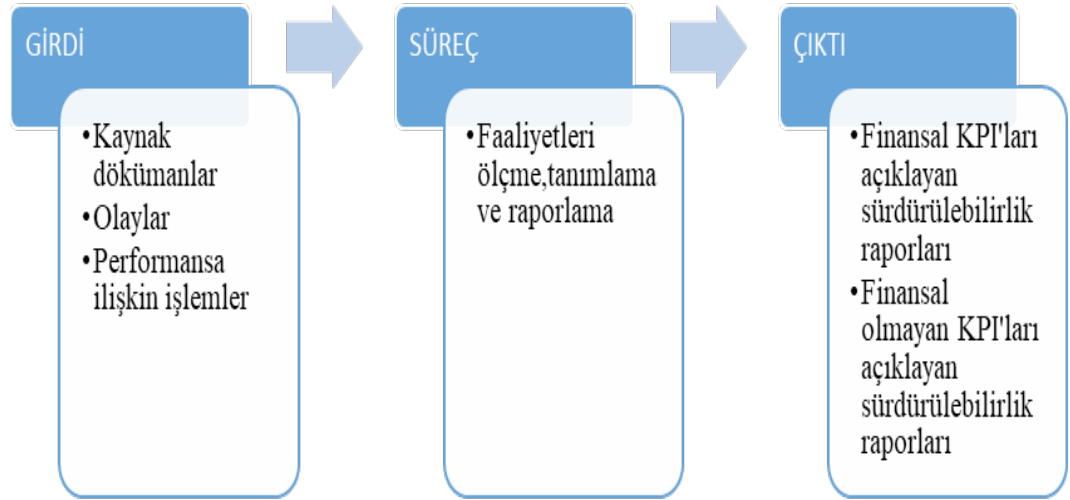 GİRDİ
•Kaynak
dökümanlar
•Olaylar
•Performansa
ilişkin işlemler
SÜREÇ
•Faaliyetleri
ölçme,tanımlama
ve raporlama
ÇIKTI
•Finansal KPI'ları
açıklayan
sürdürülebilirlik
raporları
•Finansal
olmayan KPI'ları
açıklayan
sürdürülebilirlik
raporları